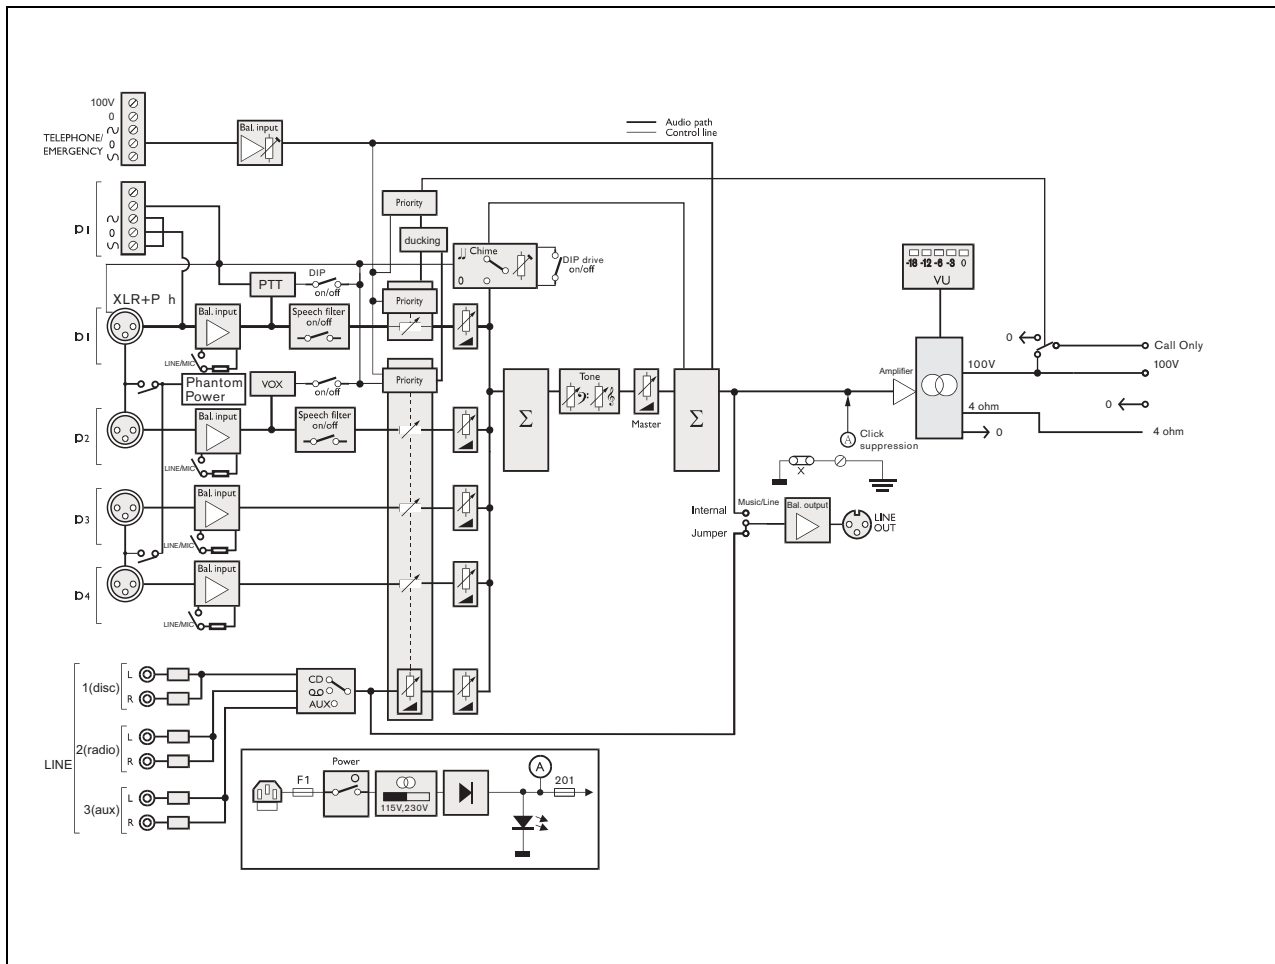 100V
0
TELEPHONE/
EMERGENCY
0
Bal. input
Audio path
Control line
Priority
ducking
Chime
0
DIP drive
on/off
0
PTT
DIP
on/off
XLR+P h
Priority
Bal. input
Speech filter
on/off
LINE/MIC
Phantom
Power
VOX
on/off
Priority
Bal. input
Speech filter
on/off
LINE/MIC
Bal. input
LINE/MIC
Bal. input
LINE/MIC
Σ
Tone
Master
Σ
-18 -12 -6 -3 0
VU
Amplifier
100V
4 ohm
0
0
Call Only
100V
0
4 ohm
A
Click
suppression
X
Internal
Music/Line
Jumper
Bal. output
LINE
OUT
LINE
1(disc)
L
R
2(radio)
L
R
3(aux)
L
R
CD
AUX
F1
Power
115V,230V
A
201